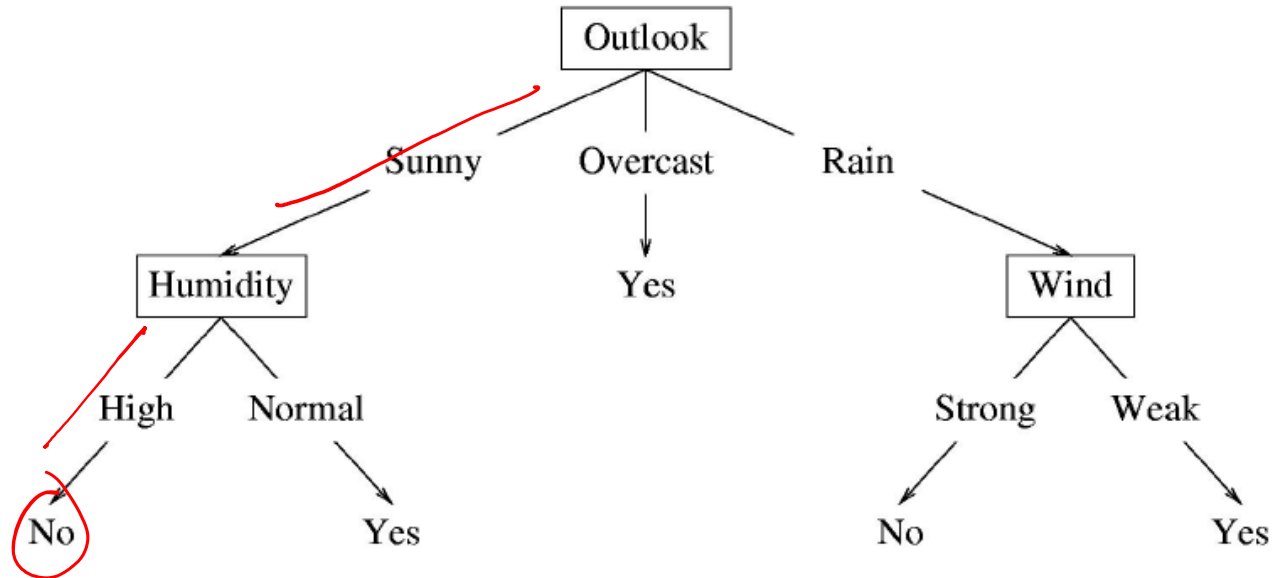 Outlook
Sunny Overcast Rain
Humidity Yes Wind
High Normal Strong Weak
No Yes No Yes